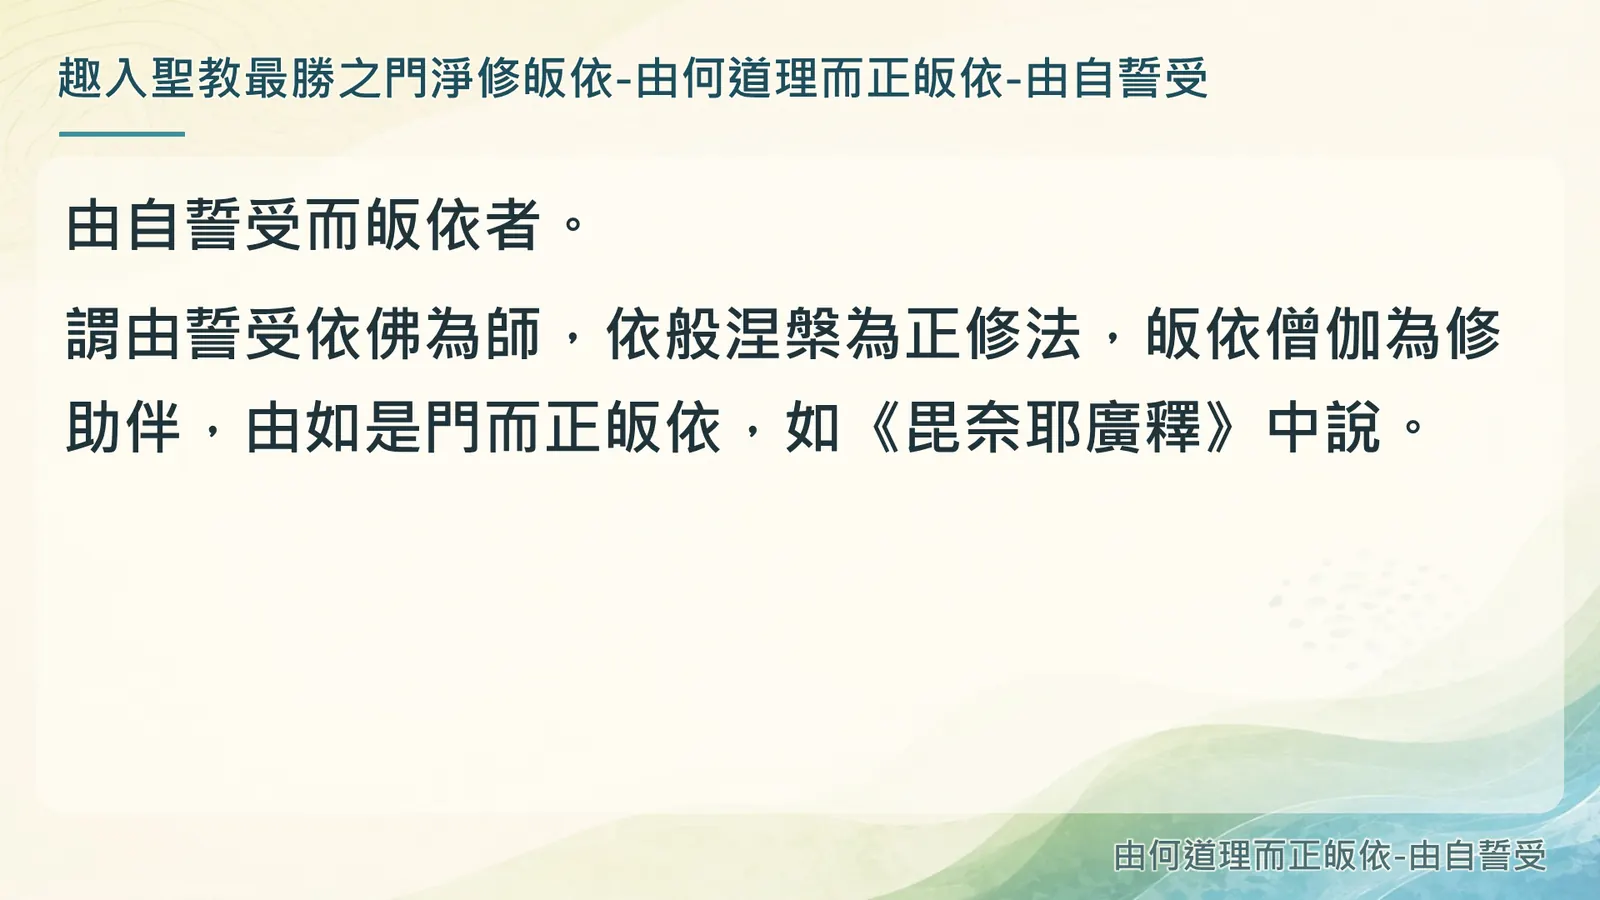 趣入聖教最勝之門淨修皈依-由何道理而正皈依-由自誓受
由自誓受而皈依者。
謂由誓受依佛為師，依般涅槃為正修法，皈依僧伽為修
助伴，由如是門而正皈依，如《毘奈耶廣釋》中說。
由何道理而正皈依-由自誓受